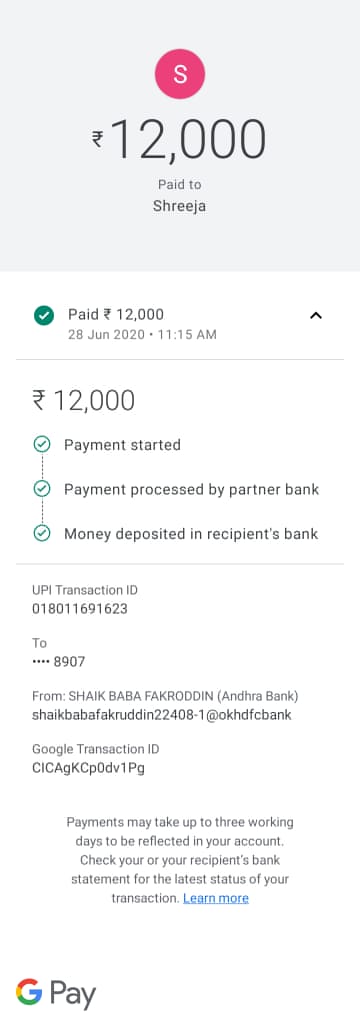 S
₹12,000
Paid to
Shreeja
Paid ₹ 12,000
28 Jun 2020 • 11:15 AM
₹ 12,000
Payment started
Payment processed by partner bank
Money deposited in recipient's bank
UPI Transaction ID
018011691623
To
•••• 8907
From: SHAIK BABA FAKRODDIN (Andhra Bank)
shaikbabafakruddin22408-1@okhdfcbank
Google Transaction ID
CICAgKCp0dv1Pg
Payments may take up to three working
days to be reflected in your account.
Check your or your recipient's bank
statement for the latest status of your
transaction. Learn more
G Pay